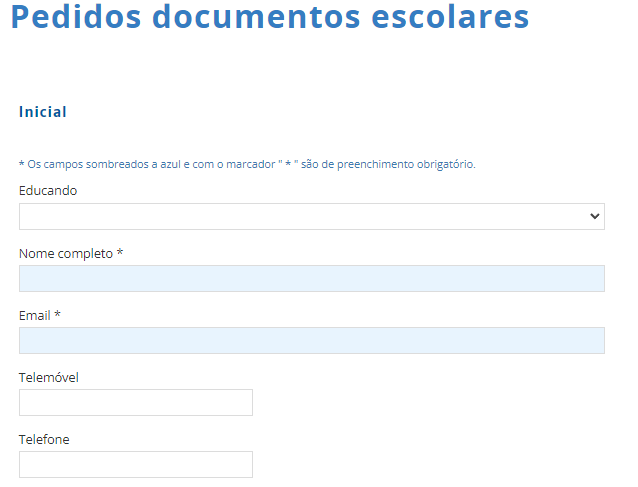 Pedidos documentos escolares
Inicial
* Os campos sombreados a azul e com o marcador " * " são de preenchimento obrigatório.
Educando
Nome completo *
Email *
Telemóvel
Telefone